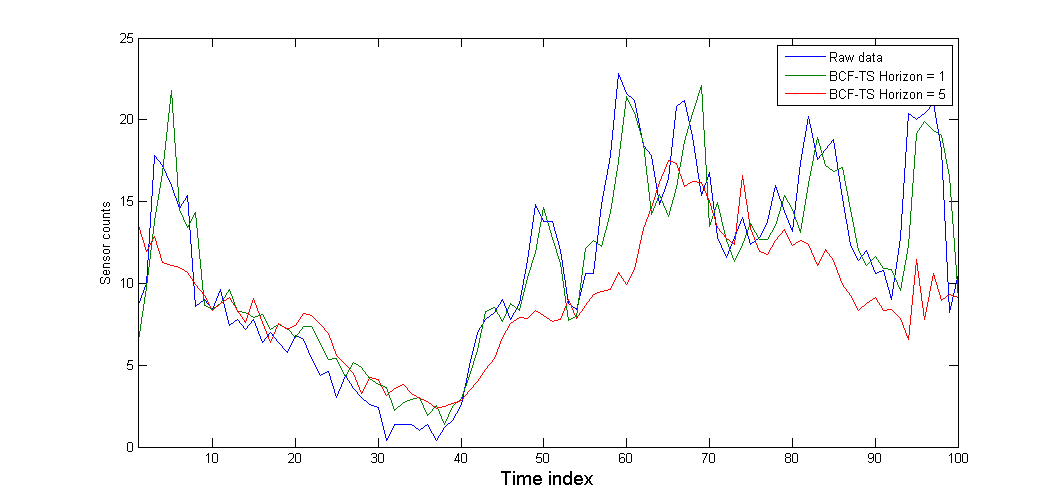 25
20
15
10
5
0
Sensor counts
Raw data
BCF-TS Horizon = 1
BCF-TS Horizon = 5
10 20 30 40 50 60 70 80 90 100
Time index